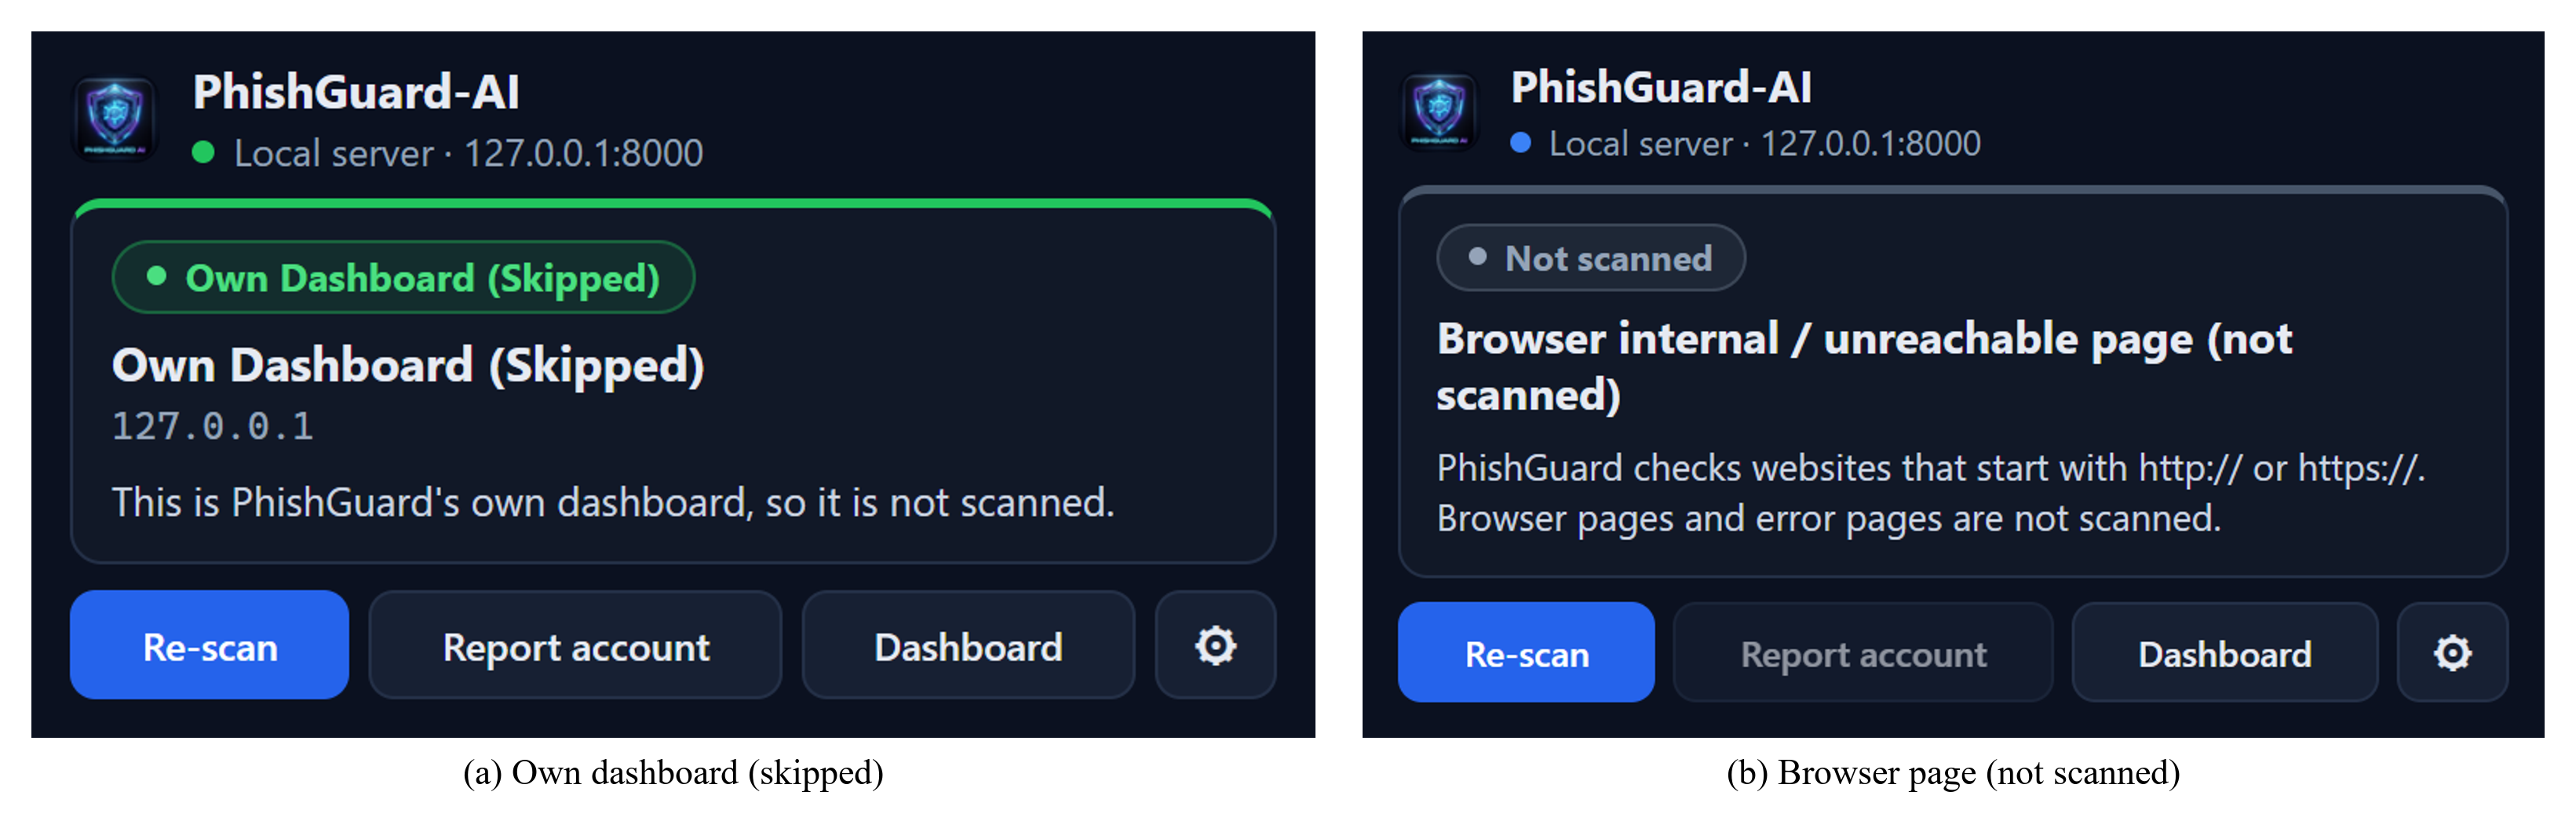 PhishGuard-AI
Local server · 127.0.0.1:8000
Own Dashboard (Skipped)
Own Dashboard (Skipped)
127.0.0.1
This is PhishGuard's own dashboard, so it is not scanned.
Re-scan
Report account
Dashboard
(a) Own dashboard (skipped)
PhishGuard-AI
Local server · 127.0.0.1:8000
Not scanned
Browser internal / unreachable page (not
scanned)
PhishGuard checks websites that start with http:// or https://.
Browser pages and error pages are not scanned.
Re-scan
Report account
Dashboard
(b) Browser page (not scanned)